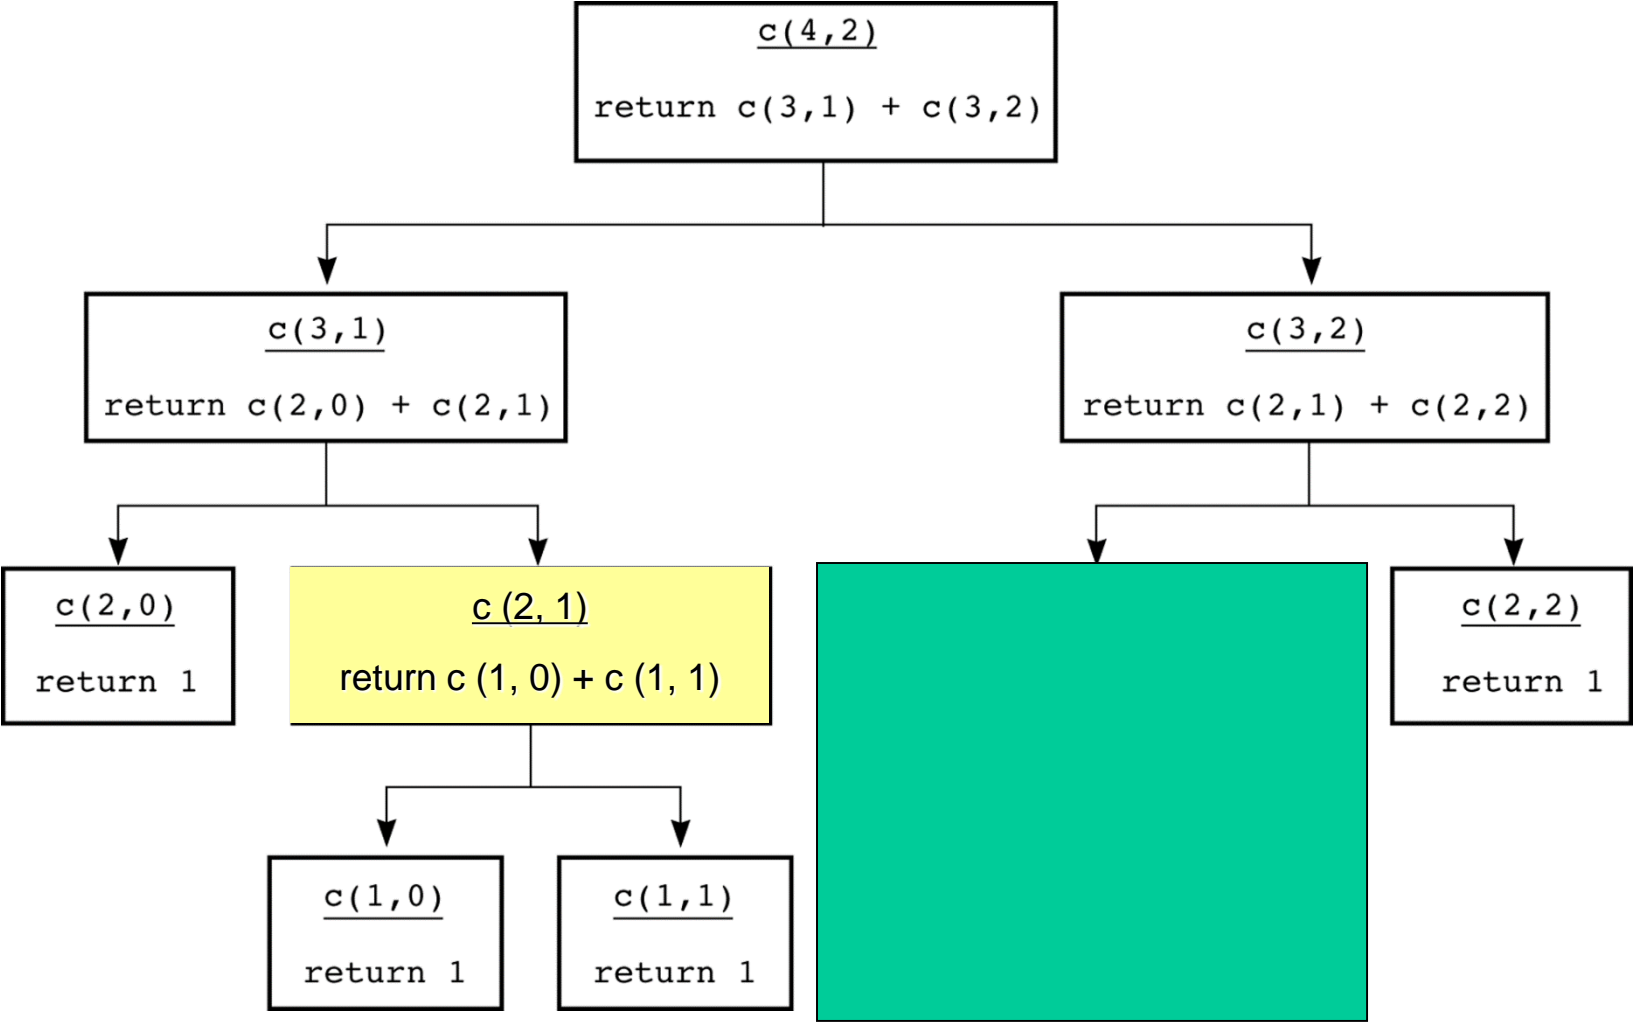 c(4,2)
return c(3,1) + c(3,2)
c(3,1)
return c(2,0) + c(2,1)
c(3,2)
return c(2,1) + c(2,2)
c(2,0)
return 1
c (2, 1)
return c (1, 0) + c (1, 1)
c(2,2)
return 1
c(1,0)
return 1
c(1,1)
return 1